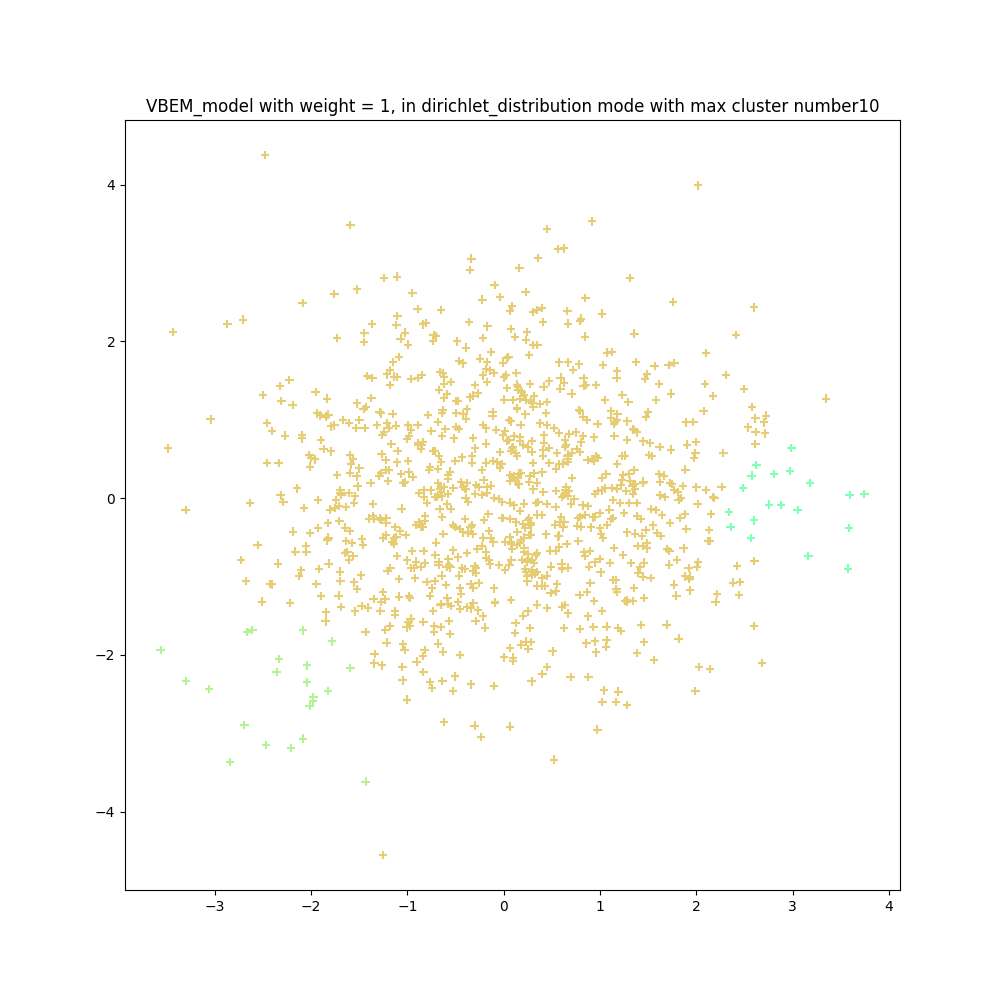 VBEM_model with weight = 1, in dirichlet_distribution mode with max cluster number10
4
2
0
−2
−4
−3 −2 −1 0 1 2 3 4